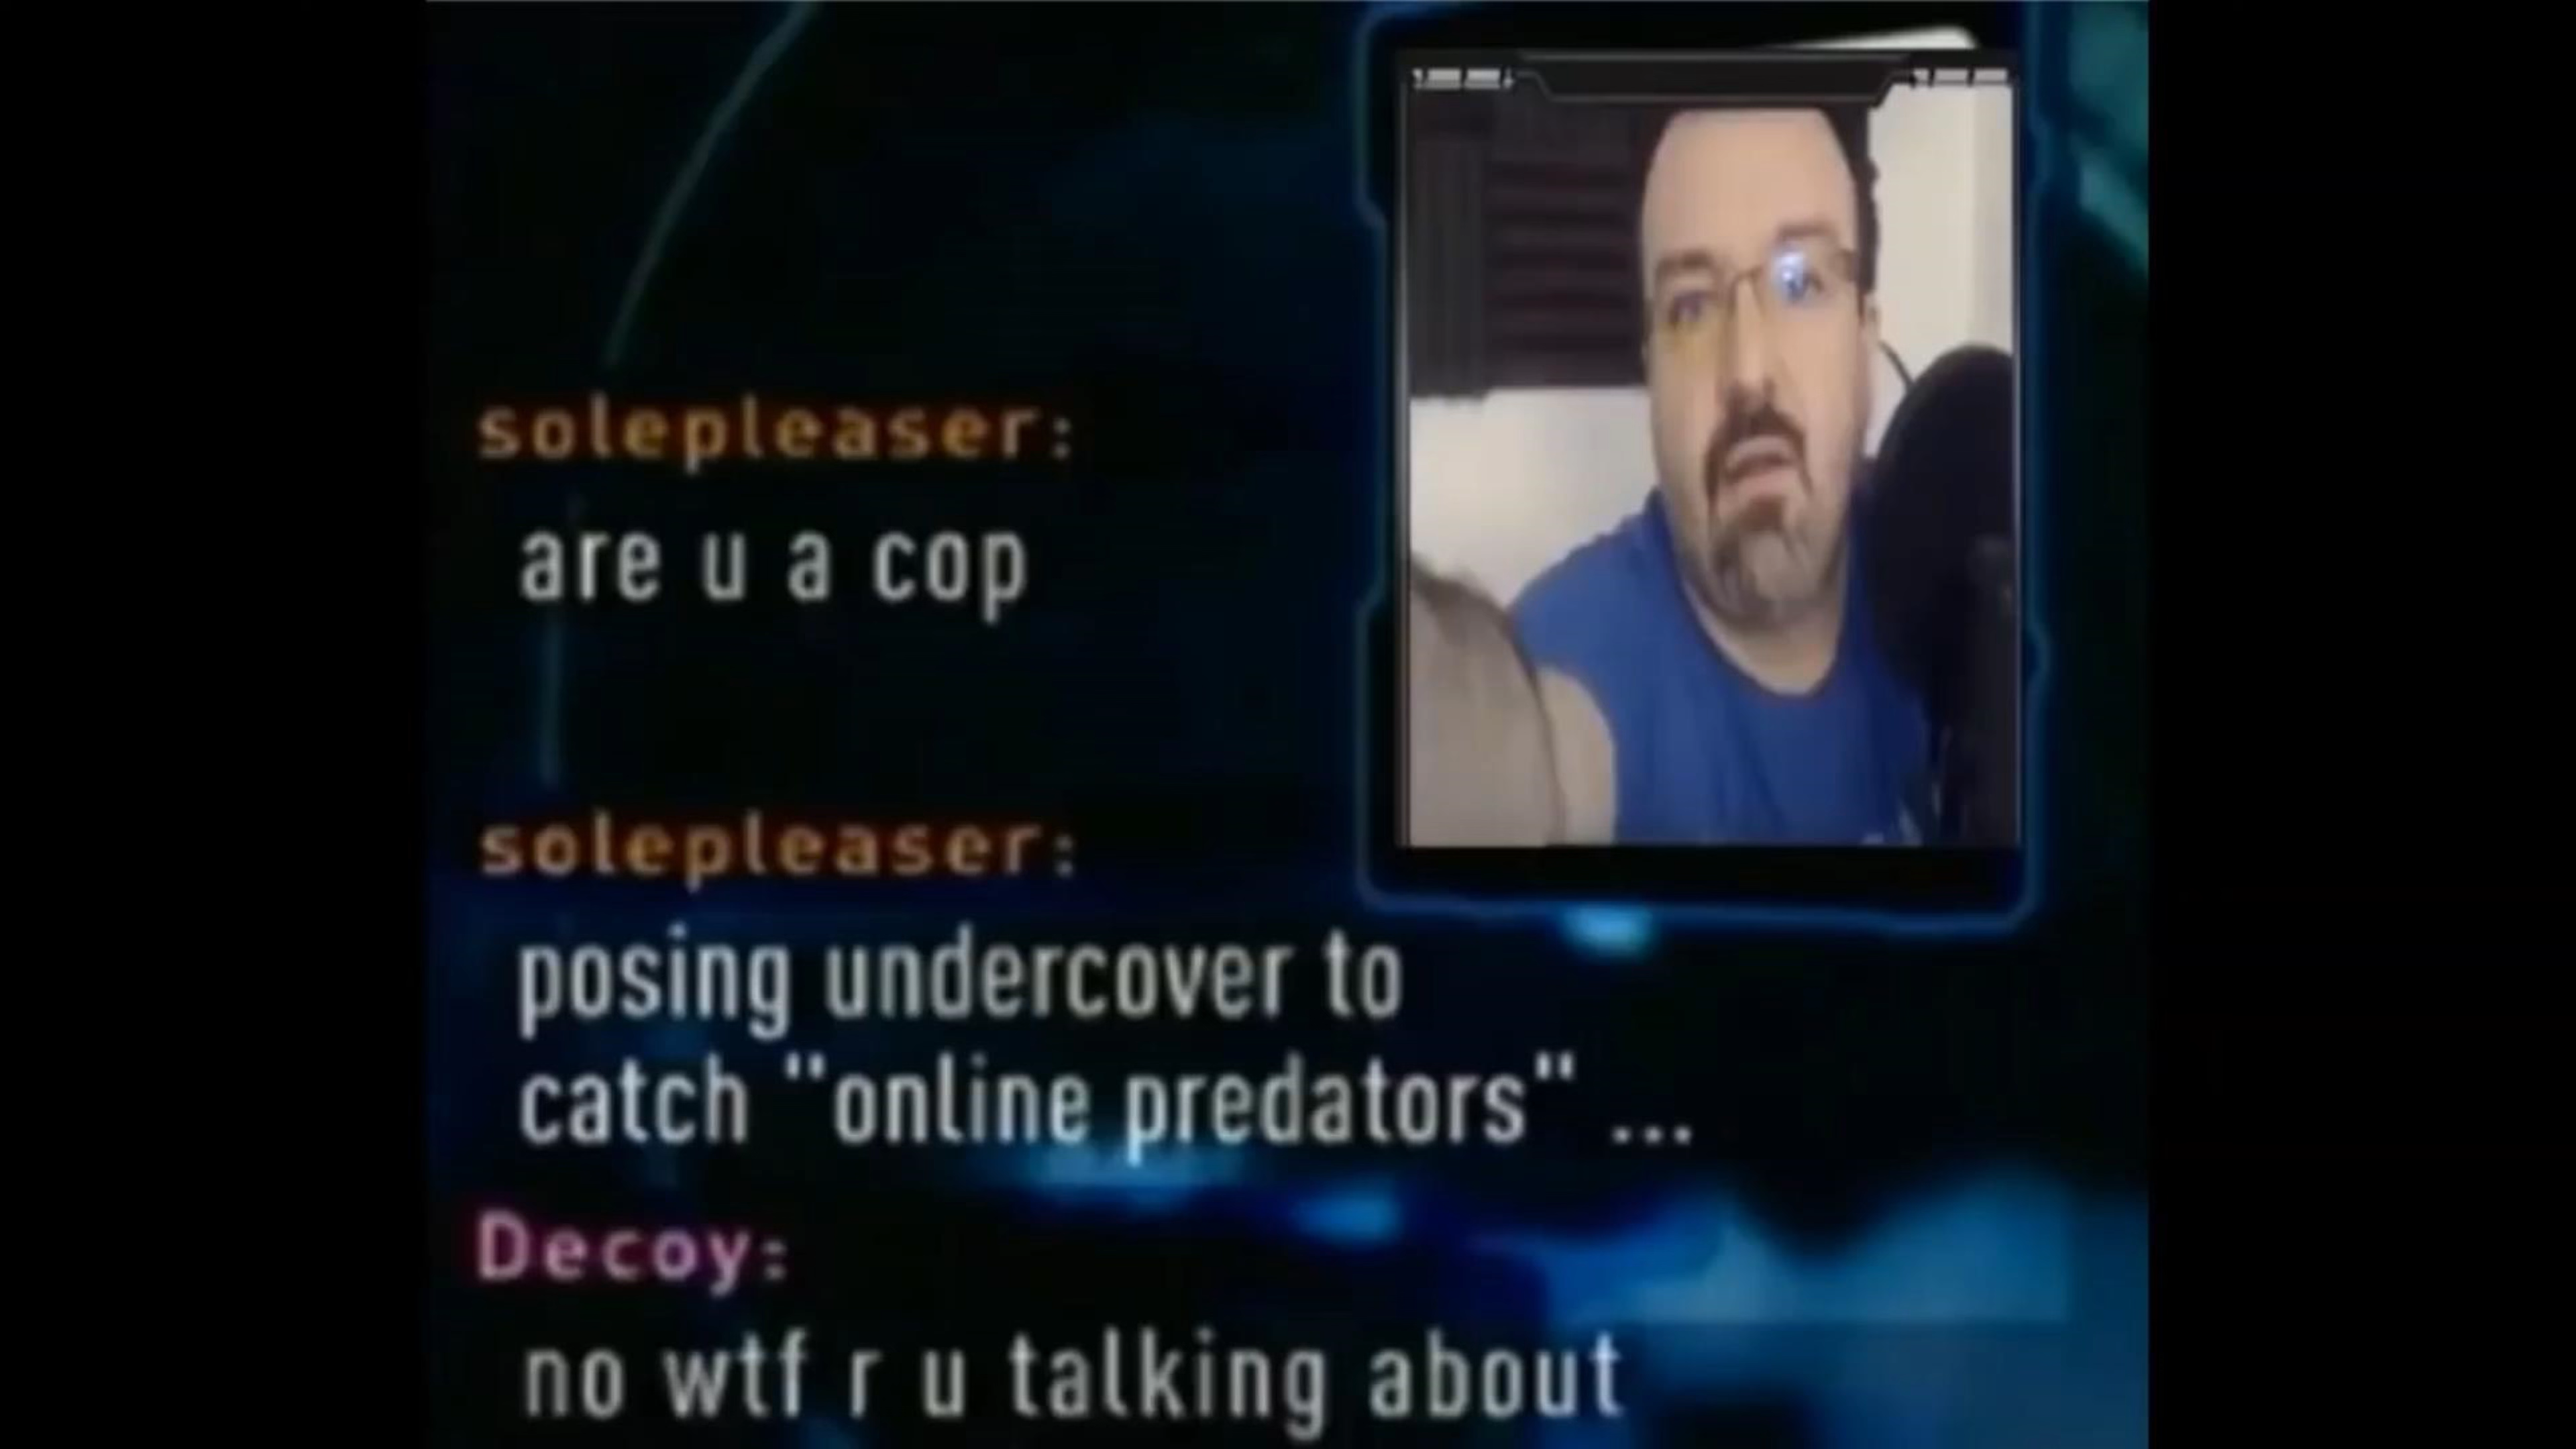 solepleaser:
are u a cop
solepleaser:
posing undercover to
catch "online predators" ...
Decoy:
no wtf r u talking about